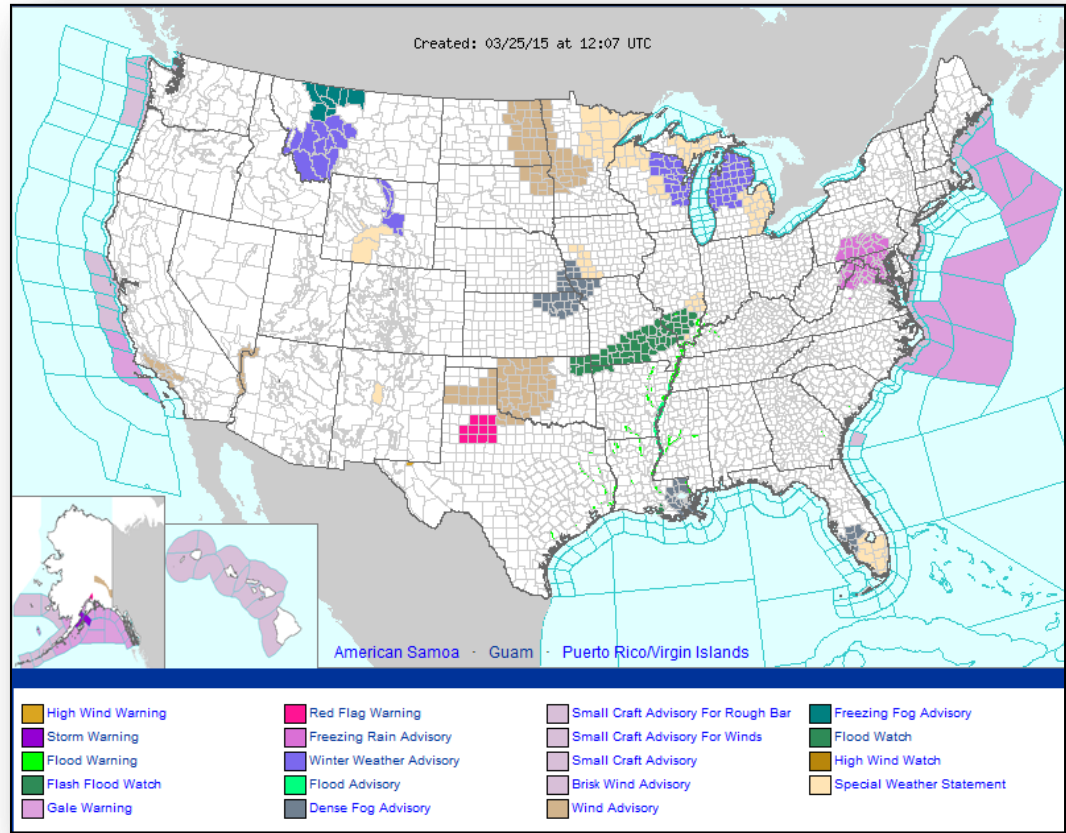 Created: 03/25/15 at 12:07 UTC
American Samoa · Guam · Puerto Rico/Virgin Islands
High Wind Warning
Storm Warning
Flood Warning
Flash Flood Watch
Gale Warning
Red Flag Warning
Freezing Rain Advisory
Winter Weather Advisory
Flood Advisory
Dense Fog Advisory
Small Craft Advisory For Rough Bar
Small Craft Advisory For Winds
Small Craft Advisory
Brisk Wind Advisory
Wind Advisory
Freezing Fog Advisory
Flood Watch
High Wind Watch
Special Weather Statement